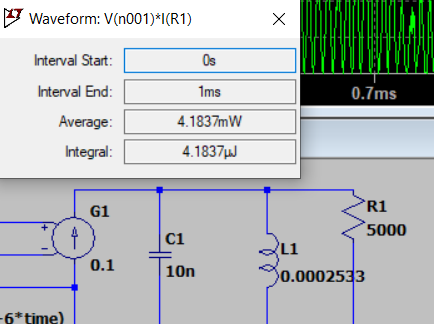 Waveform: V(n001)*I(R1)
Interval Start: 0s
Interval End: 1ms
0.7ms
Average: 4.1837mW
Integral: 4.1837µJ
G1
R1
C1
5000
L1
0.1
10n
0.0002533
-6*time)